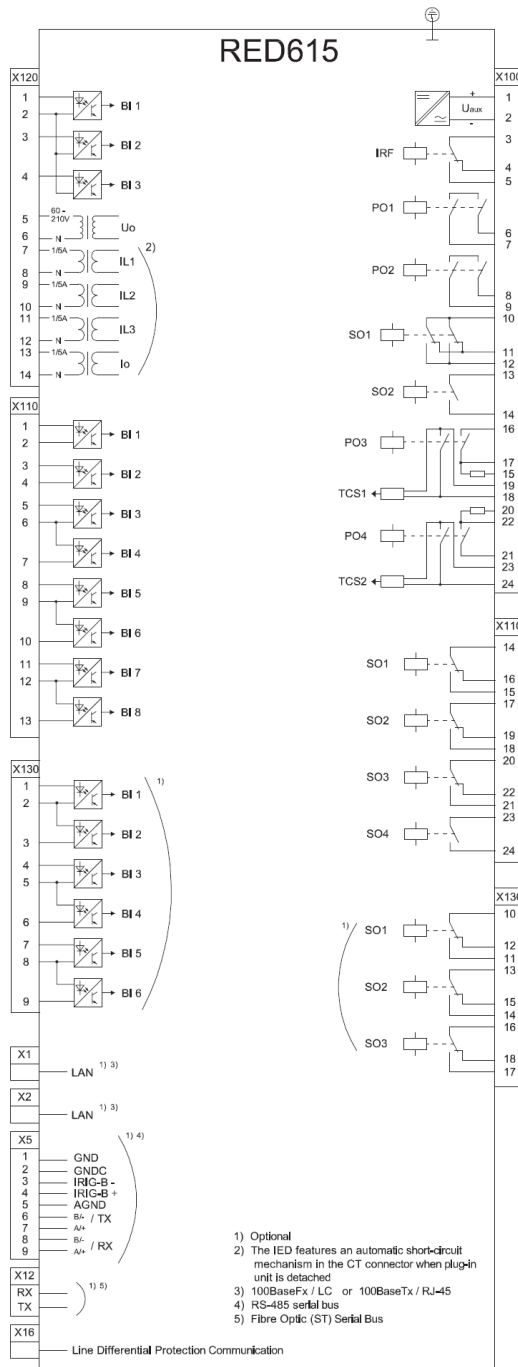 RED615
X120
1
2 BI 1
3 BI 2
4 BI 3
5 60 - 210V Uo
6 N
7 1/5A IL1 2)
8 N
9 1/5A IL2
10 N
11 1/5A IL3
12 N
13 1/5A Io
14 N
X110
1 BI 1
2
3 BI 2
4
5 BI 3
6
7 BI 4
8 BI 5
9
10 BI 6
11 BI 7
12
13 BI 8
X130
1 BI 1 1)
2
3 BI 2
4 BI 3
5
6 BI 4
7 BI 5
8
9 BI 6
X1
LAN 1) 3)
X2
LAN 1) 3)
X5 1) 4)
1 GND
2 GNDC
3 IRIG-B -
4 IRIG-B +
5 AGND
6 B/- / TX
7 A/+
8 B/- / RX
9 A/+
X12
RX 1) 5)
TX
X16
Line Differential Protection Communication
X100
+ 1
Uaux
- 2
3
IRF
4
5
PO1
6
7
PO2
8
9
10
SO1
11
12
13
SO2
14
16
PO3
17
15
19
TCS1 18
20
22
PO4
21
23
TCS2 24
X110
14
SO1
16
15
17
SO2
19
18
20
SO3
22
21
23
SO4
24
X130
10
1) SO1
12
11
13
SO2
15
14
16
SO3
18
17
1) Optional
2) The IED features an automatic short-circuit
mechanism in the CT connector when plug-in
unit is detached
3) 100BaseFx / LC or 100BaseTx / RJ-45
4) RS-485 serial bus
5) Fibre Optic (ST) Serial Bus